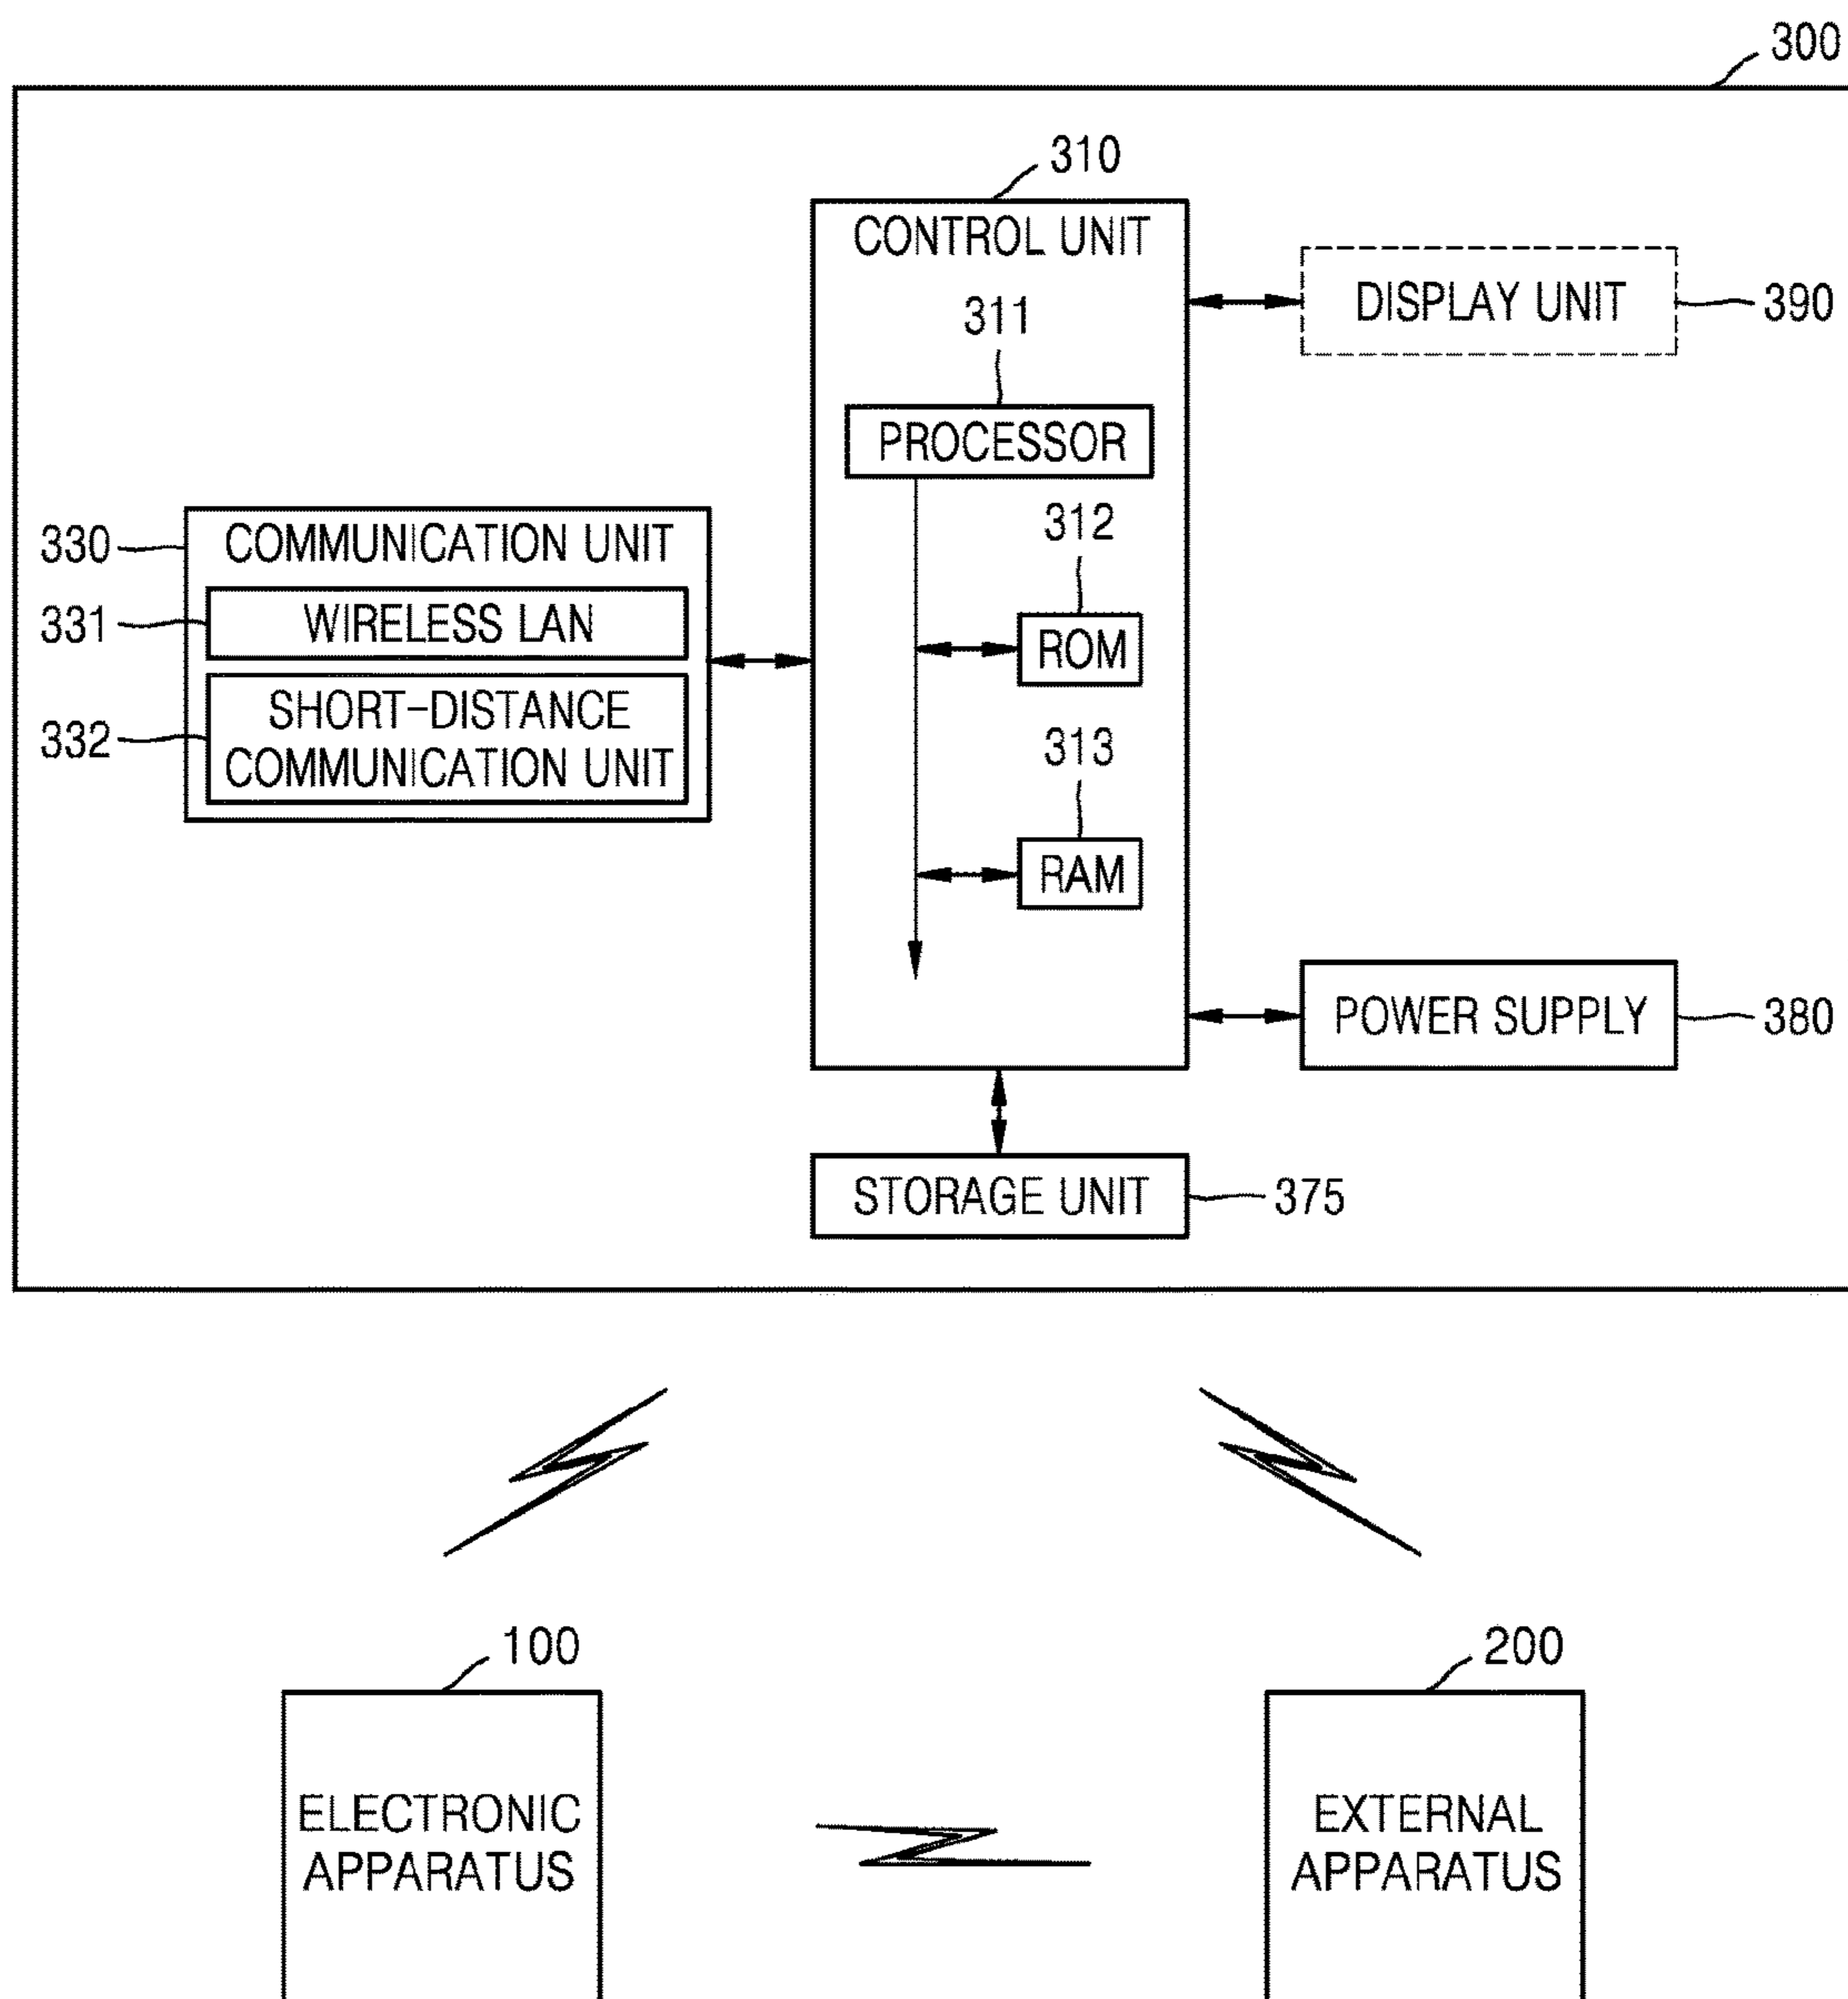 300
310
CONTROL UNIT
DISPLAY UNIT
390
311
PROCESSOR
330
COMMUNICATION UNIT
312
331
WIRELESS LAN
ROM
332
SHORT-DISTANCE
COMMUNICATION UNIT
313
RAM
POWER SUPPLY
380
STORAGE UNIT
375
100
200
ELECTRONIC
APPARATUS
EXTERNAL
APPARATUS